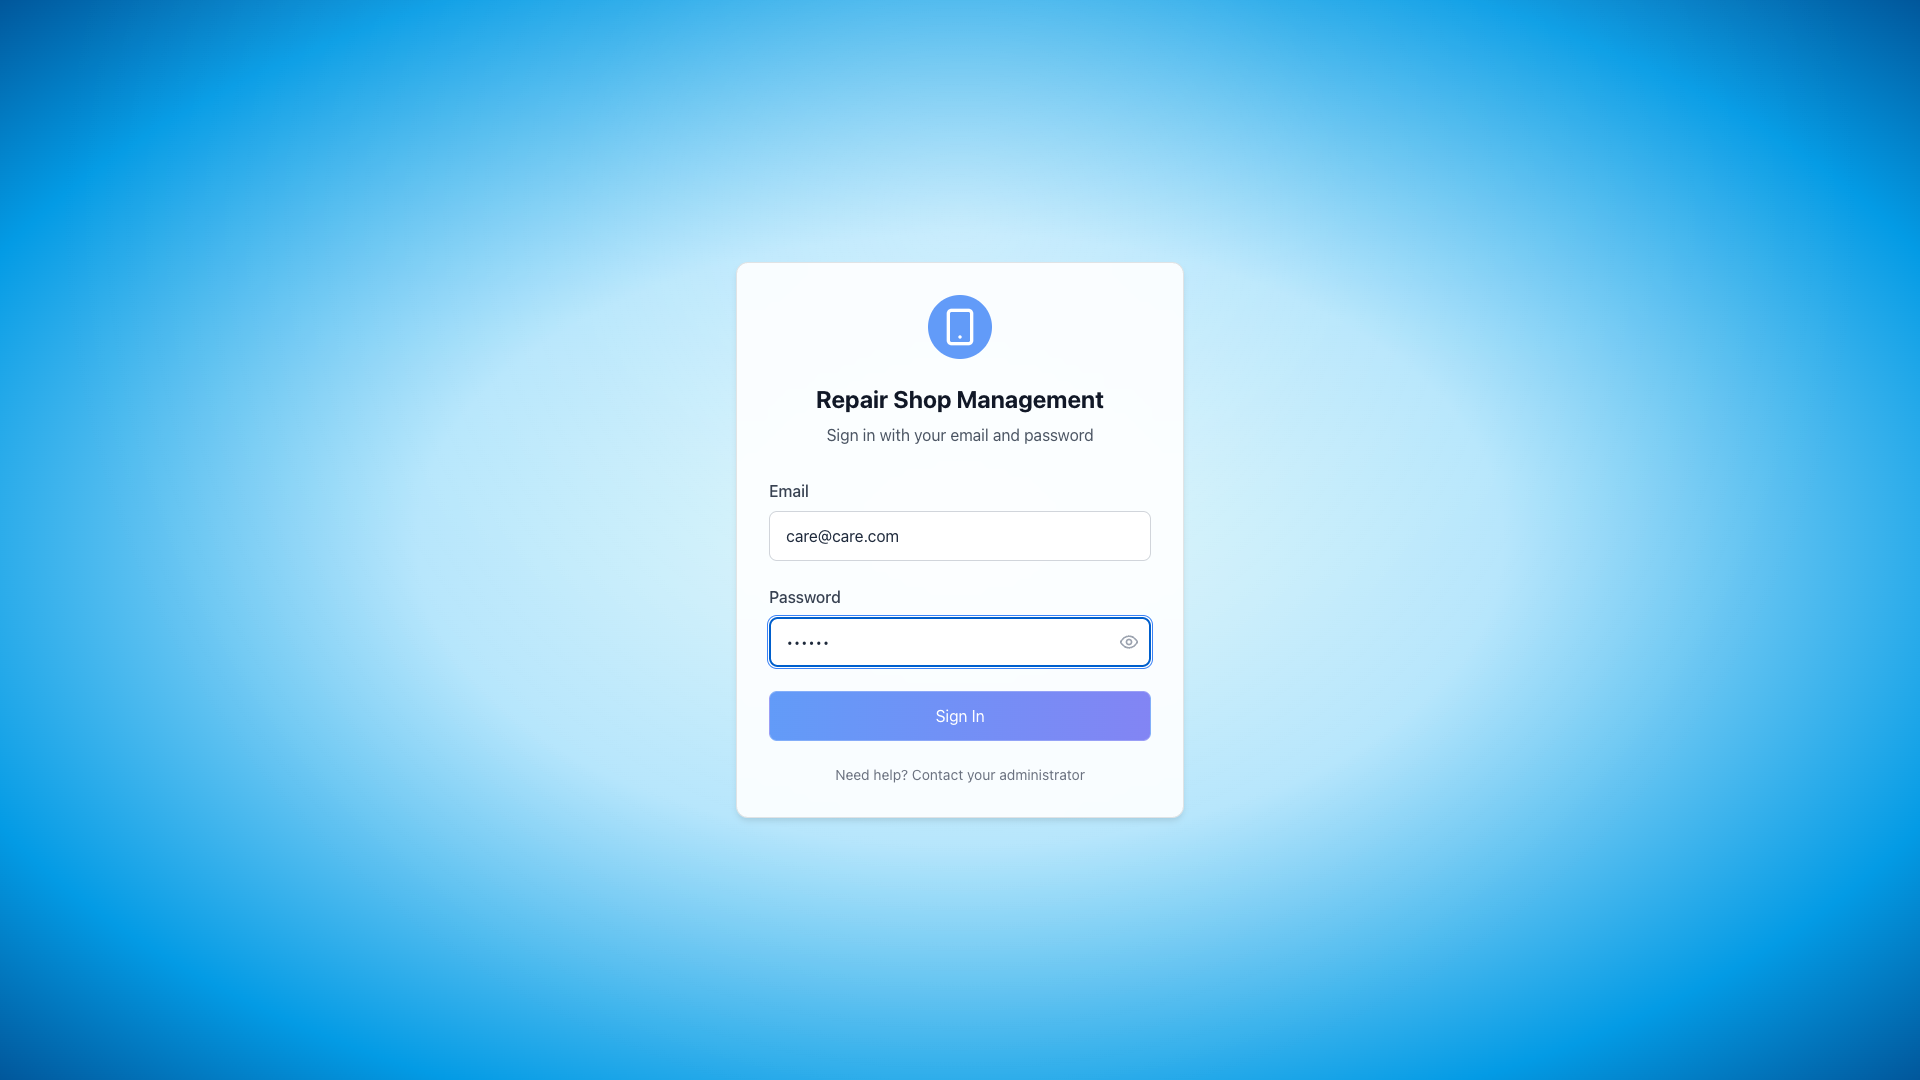 Repair Shop Management
Sign in with your email and password
Email
care@care.com
Password
••••••
Sign In
Need help? Contact your administrator